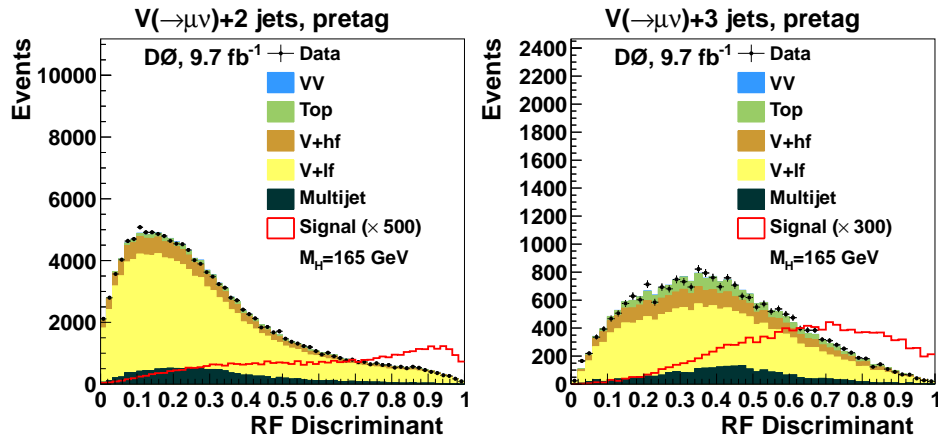 V(→μν)+2 jets, pretag
Events
DØ, 9.7 fb⁻¹
Data
VV
Top
V+hf
V+lf
Multijet
Signal (× 500)
M_H=165 GeV
10000
8000
6000
4000
2000
0
0 0.1 0.2 0.3 0.4 0.5 0.6 0.7 0.8 0.9 1
RF Discriminant
V(→μν)+3 jets, pretag
Events
DØ, 9.7 fb⁻¹
Data
VV
Top
V+hf
V+lf
Multijet
Signal (× 300)
M_H=165 GeV
2400
2200
2000
1800
1600
1400
1200
1000
800
600
400
200
0
0 0.1 0.2 0.3 0.4 0.5 0.6 0.7 0.8 0.9 1
RF Discriminant